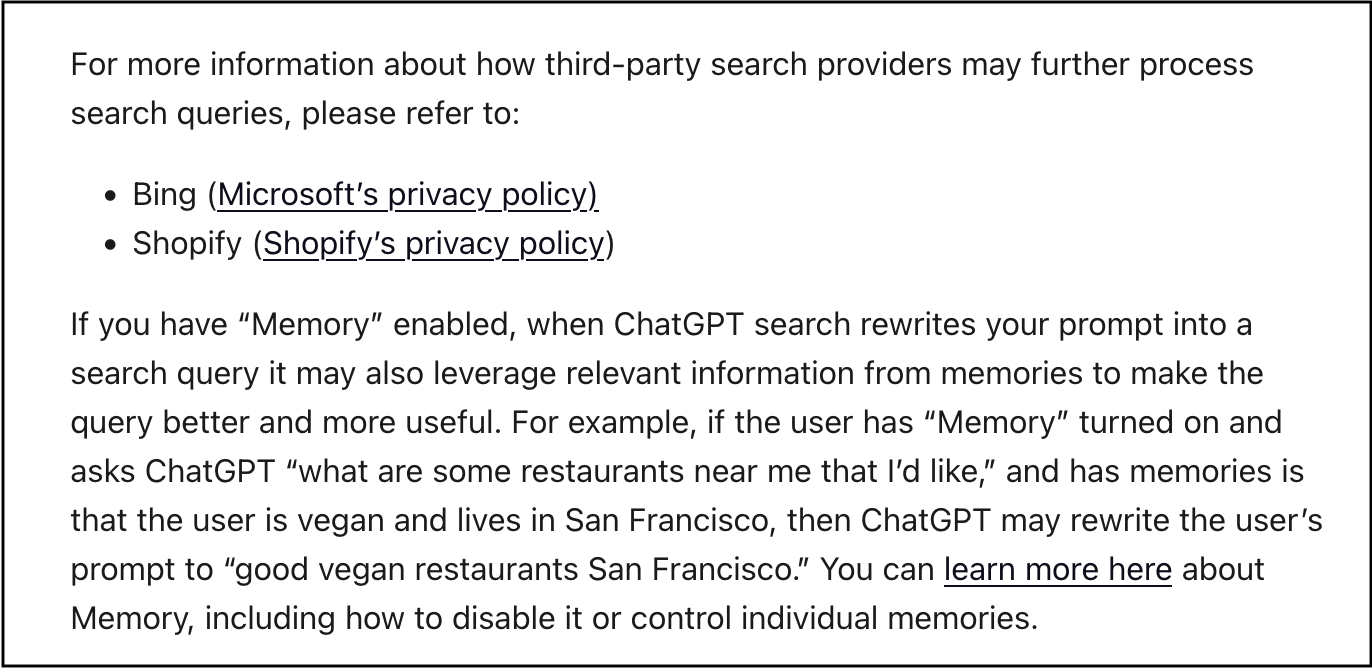 For more information about how third-party search providers may further process
search queries, please refer to:
• Bing (Microsoft’s privacy policy)
• Shopify (Shopify’s privacy policy)
If you have “Memory” enabled, when ChatGPT search rewrites your prompt into a
search query it may also leverage relevant information from memories to make the
query better and more useful. For example, if the user has “Memory” turned on and
asks ChatGPT “what are some restaurants near me that I’d like,” and has memories is
that the user is vegan and lives in San Francisco, then ChatGPT may rewrite the user’s
prompt to “good vegan restaurants San Francisco.” You can learn more here about
Memory, including how to disable it or control individual memories.